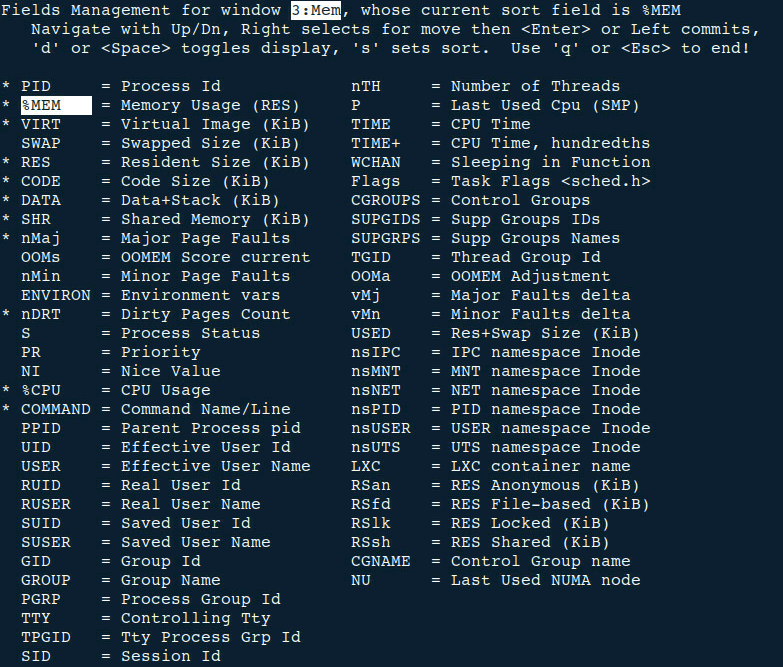 Fields Management for window 3:Mem, whose current sort field is %MEM
   Navigate with Up/Dn, Right selects for move then <Enter> or Left commits,
   'd' or <Space> toggles display, 's' sets sort.  Use 'q' or <Esc> to end!

* PID     = Process Id             nTH     = Number of Threads
* %MEM    = Memory Usage (RES)     P       = Last Used Cpu (SMP)
* VIRT    = Virtual Image (KiB)    TIME    = CPU Time
  SWAP    = Swapped Size (KiB)     TIME+   = CPU Time, hundredths
* RES     = Resident Size (KiB)    WCHAN   = Sleeping in Function
* CODE    = Code Size (KiB)        Flags   = Task Flags <sched.h>
* DATA    = Data+Stack (KiB)       CGROUPS = Control Groups
* SHR     = Shared Memory (KiB)    SUPGIDS = Supp Groups IDs
* nMaj    = Major Page Faults      SUPGRPS = Supp Groups Names
  OOMs    = OOMEM Score current    TGID    = Thread Group Id
  nMin    = Minor Page Faults      OOMa    = OOMEM Adjustment
  ENVIRON = Environment vars       vMj     = Major Faults delta
* nDRT    = Dirty Pages Count      vMn     = Minor Faults delta
  S       = Process Status         USED    = Res+Swap Size (KiB)
  PR      = Priority               nsIPC   = IPC namespace Inode
  NI      = Nice Value             nsMNT   = MNT namespace Inode
* %CPU    = CPU Usage              nsNET   = NET namespace Inode
* COMMAND = Command Name/Line      nsPID   = PID namespace Inode
  PPID    = Parent Process pid     nsUSER  = USER namespace Inode
  UID     = Effective User Id      nsUTS   = UTS namespace Inode
  USER    = Effective User Name    LXC     = LXC container name
  RUID    = Real User Id           RSan    = RES Anonymous (KiB)
  RUSER   = Real User Name         RSfd    = RES File-based (KiB)
  SUID    = Saved User Id          RSlk    = RES Locked (KiB)
  SUSER   = Saved User Name        RSsh    = RES Shared (KiB)
  GID     = Group Id               CGNAME  = Control Group name
  GROUP   = Group Name             NU      = Last Used NUMA node
  PGRP    = Process Group Id
  TTY     = Controlling Tty
  TPGID   = Tty Process Grp Id
  SID     = Session Id